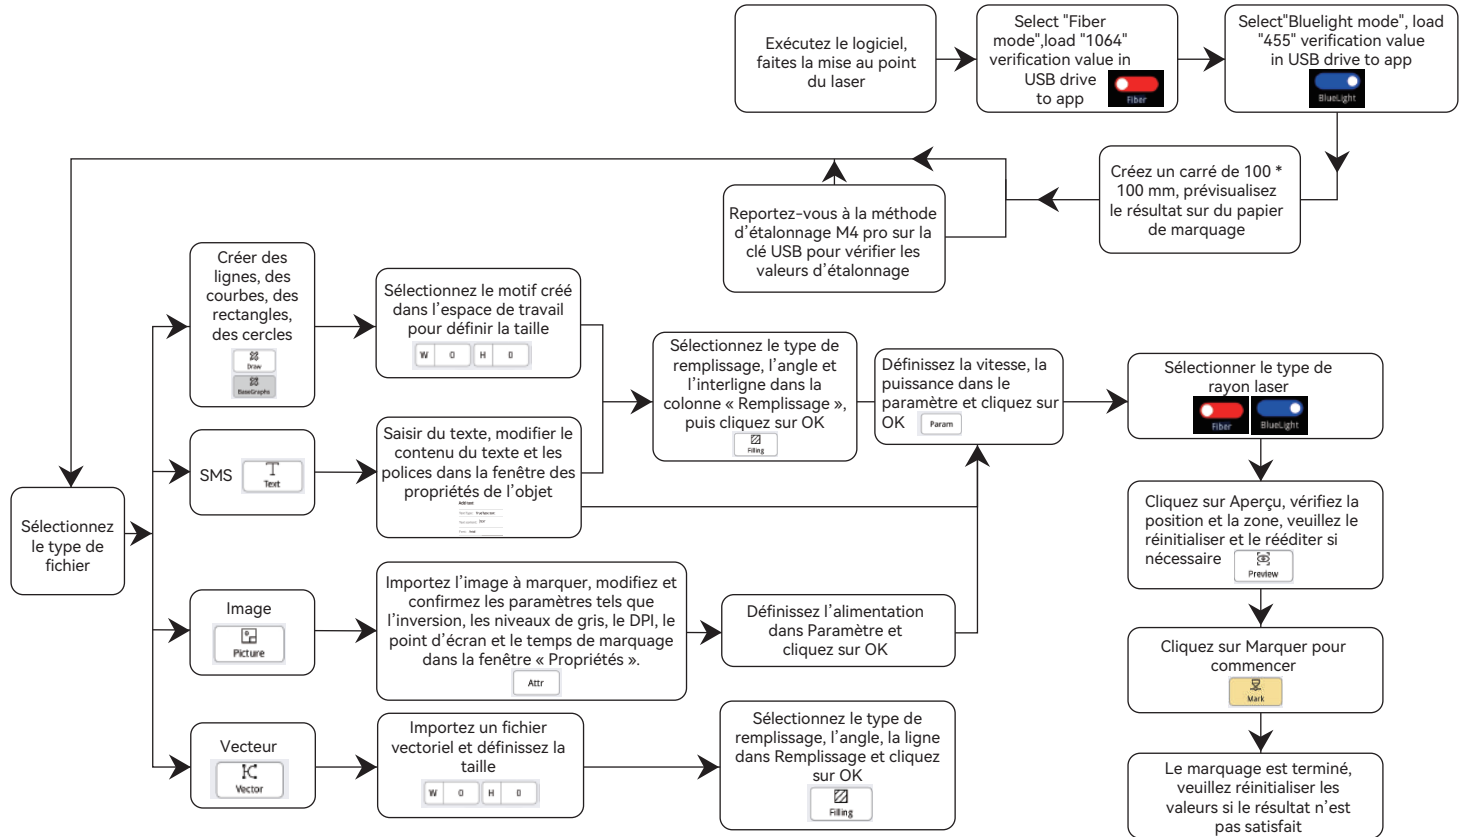 Exécutez le logiciel,
faites la mise au point
du laser
Select "Fiber
mode",load "1064"
verification value in
USB drive
to app
Fiber
Select"Bluelight mode", load
"455" verification value
in USB drive to app
BlueLight
Créez un carré de 100 *
100 mm, prévisualisez
le résultat sur du papier
de marquage
Reportez-vous à la méthode
d’étalonnage M4 pro sur la
clé USB pour vérifier les
valeurs d’étalonnage
Sélectionnez
le type de
fichier
Créer des
lignes, des
courbes, des
rectangles,
des cercles
Draw
BaseGraphs
Sélectionnez le motif créé
dans l’espace de travail
pour définir la taille
W 0 H 0
SMS
Text
Saisir du texte, modifier le
contenu du texte et les
polices dans la fenêtre des
propriétés de l’objet
Sélectionnez le type de
remplissage, l’angle et
l’interligne dans la
colonne « Remplissage »,
puis cliquez sur OK
Filling
Définissez la vitesse, la
puissance dans le
paramètre et cliquez sur
OK
Param
Image
Picture
Importez l’image à marquer, modifiez et
confirmez les paramètres tels que
l’inversion, les niveaux de gris, le DPI, le
point d’écran et le temps de marquage
dans la fenêtre « Propriétés ».
Attr
Définissez l’alimentation
dans Paramètre et
cliquez sur OK
Vecteur
Vector
Importez un fichier
vectoriel et définissez la
taille
W 0 H 0
Sélectionnez le type de
remplissage, l’angle, la ligne
dans Remplissage et cliquez
sur OK
Filling
Sélectionner le type de
rayon laser
Fiber
BlueLight
Cliquez sur Aperçu, vérifiez la
position et la zone, veuillez le
réinitialiser et le rééditer si
nécessaire
Preview
Cliquez sur Marquer pour
commencer
Mark
Le marquage est terminé,
veuillez réinitialiser les
valeurs si le résultat n’est
pas satisfait